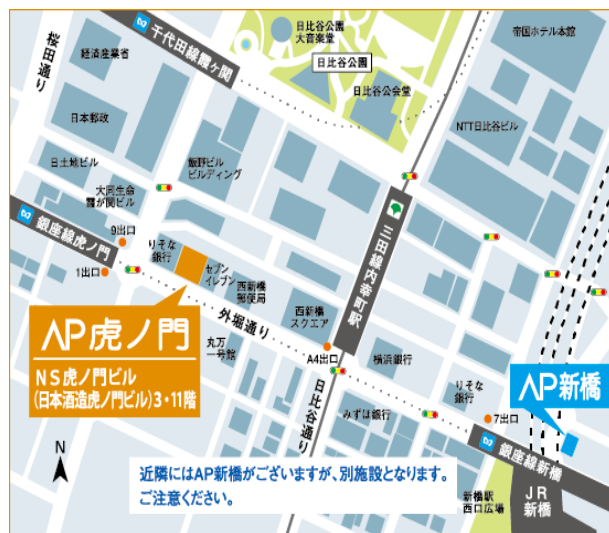 日比谷公園
大音楽堂
帝国ホテル本館
千代田線霞ヶ関
桜田通り
経済産業省
日比谷公園
日比谷公会堂
日本郵政
NTT日比谷ビル
日土地ビル
飯野ビル
ビルディング
大同生命
霞が関ビル
銀座線虎ノ門
9出口
1出口
りそな
銀行
セブン
イレブン
西新橋
郵便局
西新橋
スクエア
三田線内幸町駅
外堀通り
AP虎ノ門
NS虎ノ門ビル
(日本酒造虎ノ門ビル)3・11階
丸万
一号館
A4出口
横浜銀行
日比谷通り
みずほ銀行
りそな
銀行
7出口
AP新橋
銀座線新橋
N
近隣にはAP新橋がございますが、別施設となります。
ご注意ください。
新橋駅
西口広場
JR
新橋